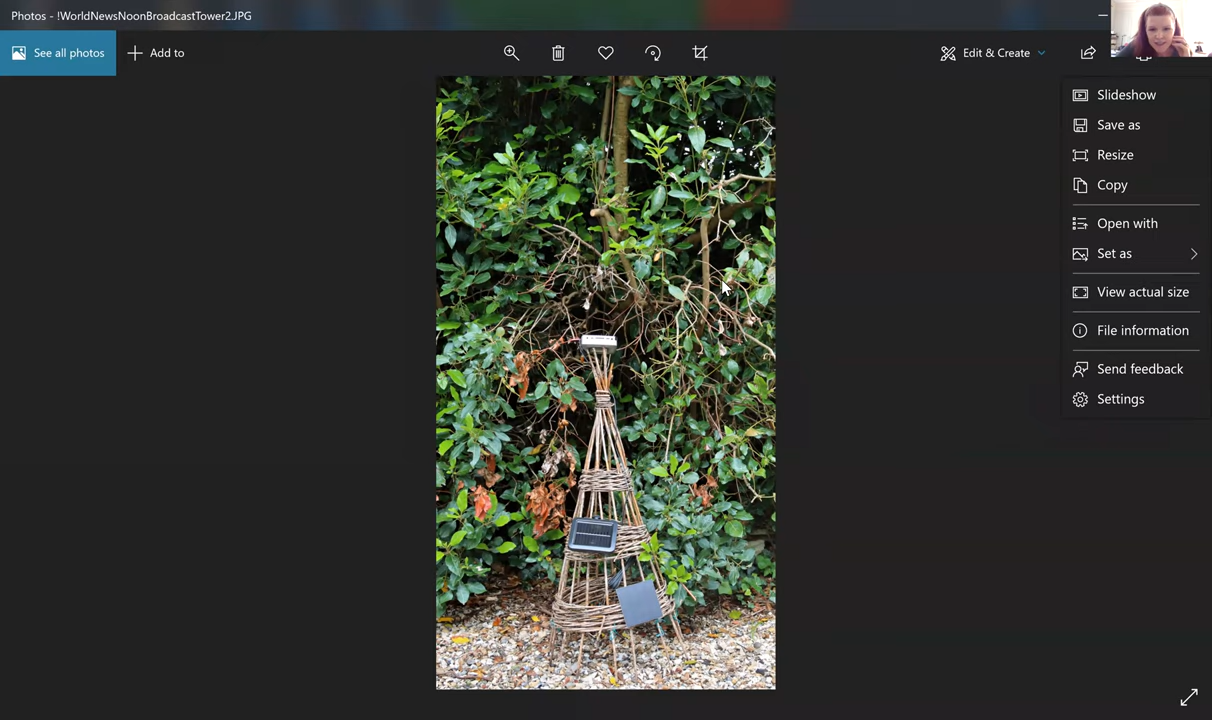 Photos - !WorldNewsNoonBroadcastTower2.JPG
See all photos
Add to
Edit & Create
Slideshow
Save as
Resize
Copy
Open with
Set as
View actual size
File information
Send feedback
Settings